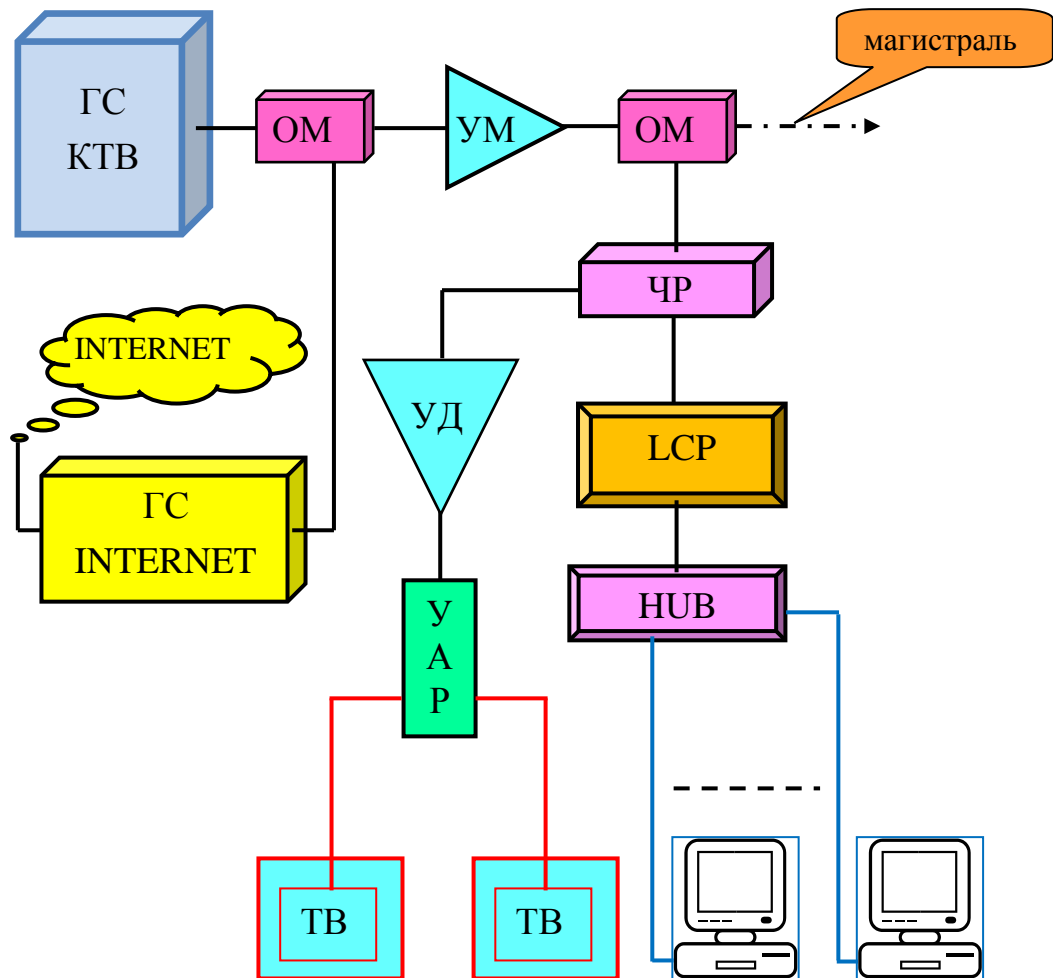 магистраль
ГС
КТВ
ОМ
УМ
ОМ
ЧР
INTERNET
УД
LCP
ГС
INTERNET
HUB
У
А
Р
ТВ
ТВ